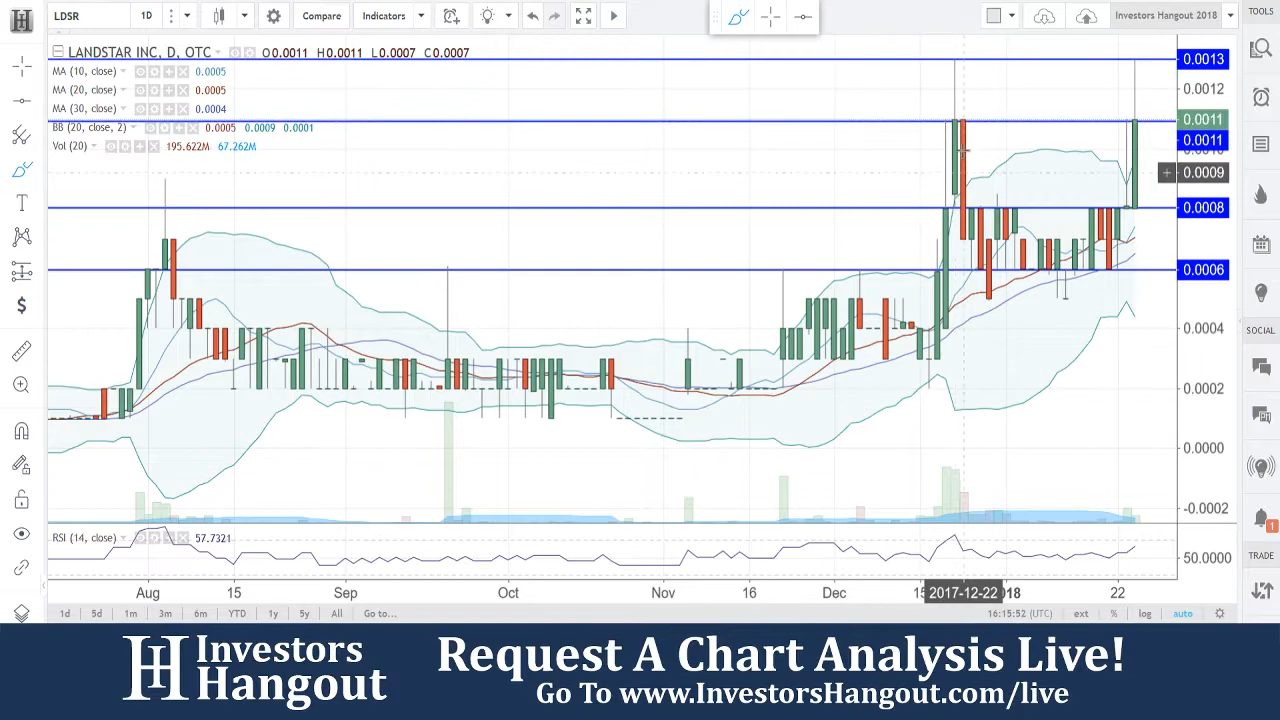 LDSR 1D Compare Indicators Investors Hangout 2018 TOOLS
LANDSTAR INC, D, OTC O0.0011 H0.0011 L0.0007 C0.0007
MA (10, close) 0.0005
MA (20, close) 0.0005
MA (30, close) 0.0004
BB (20, close, 2) 0.0005 0.0009 0.0001
Vol (20) 195.622M 67.262M
0.0013
0.0012
0.0011
0.0011
0.0010
0.0009
0.0008
0.0006
0.0004
0.0002
0.0000
-0.0002
SOCIAL
1
TRADE
RSI (14, close) 57.7321
50.0000
Aug 15 Sep Oct Nov 16 Dec 15 2017-12-22 018 22
1d 5d 1m 3m 6m YTD 1y 5y All Go to... 16:15:52 (UTC) ext % log auto
Investors
Hangout
Request A Chart Analysis Live!
Go To www.InvestorsHangout.com/live